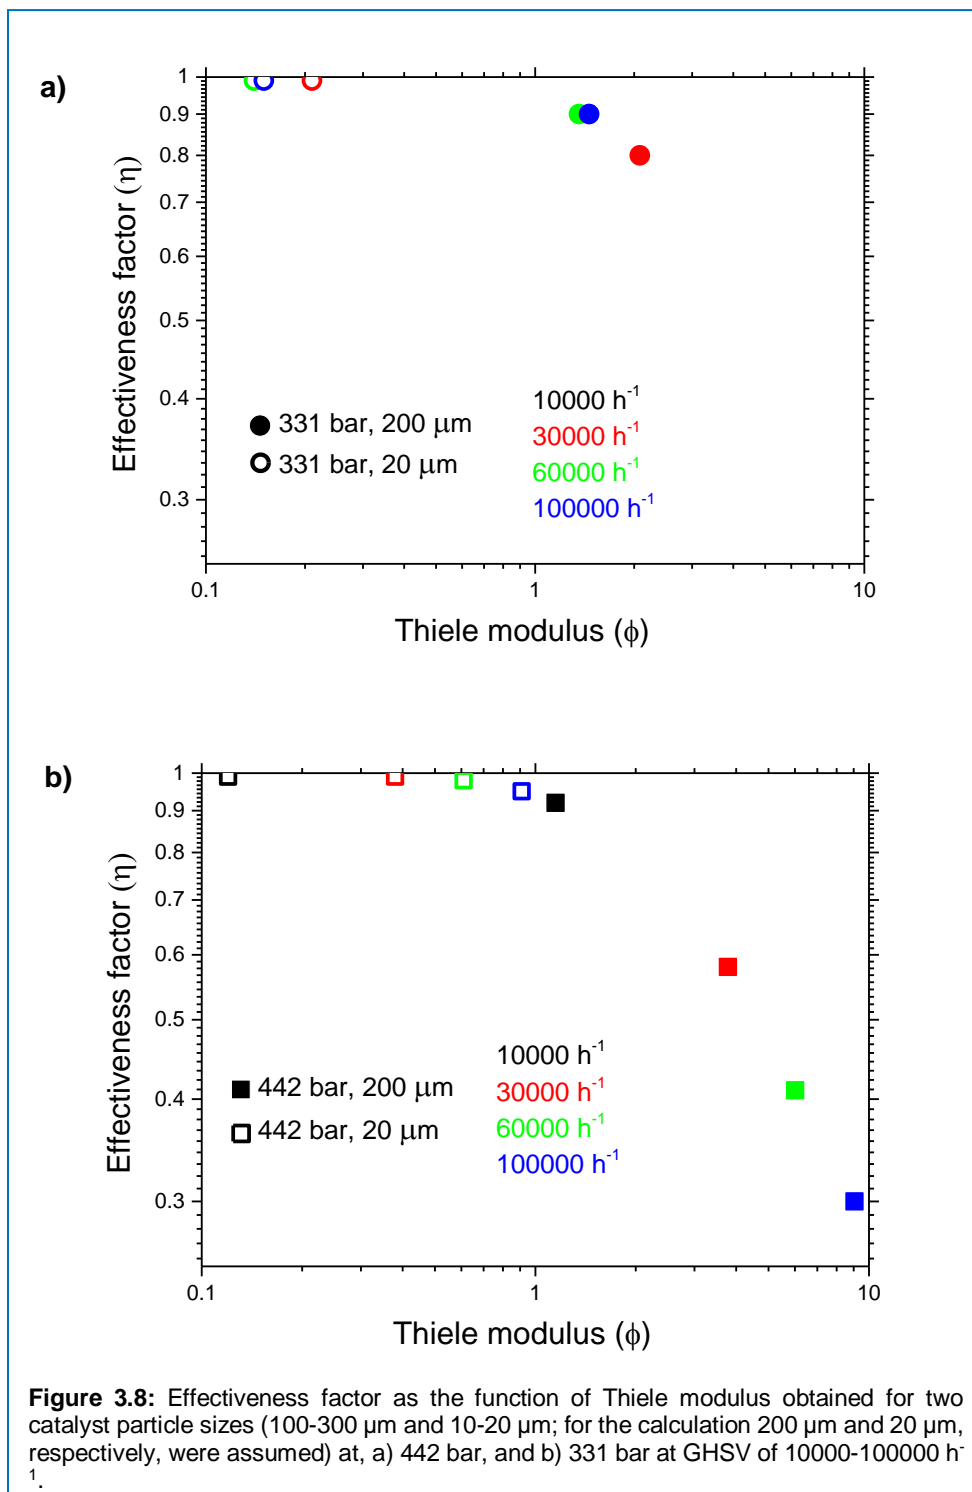 a)
1
0.9
0.8
0.7
0.6
0.5
0.4
0.3
Effectiveness factor (η)
331 bar, 200 μm
331 bar, 20 μm
10000 h-1
30000 h-1
60000 h-1
100000 h-1
0.1 1 10
Thiele modulus (ϕ)
b)
1
0.9
0.8
0.7
0.6
0.5
0.4
0.3
Effectiveness factor (η)
442 bar, 200 μm
442 bar, 20 μm
10000 h-1
30000 h-1
60000 h-1
100000 h-1
0.1 1 10
Thiele modulus (ϕ)
Figure 3.8: Effectiveness factor as the function of Thiele modulus obtained for two
catalyst particle sizes (100-300 µm and 10-20 µm; for the calculation 200 µm and 20 µm,
respectively, were assumed) at, a) 442 bar, and b) 331 bar at GHSV of 10000-100000 h-
1.